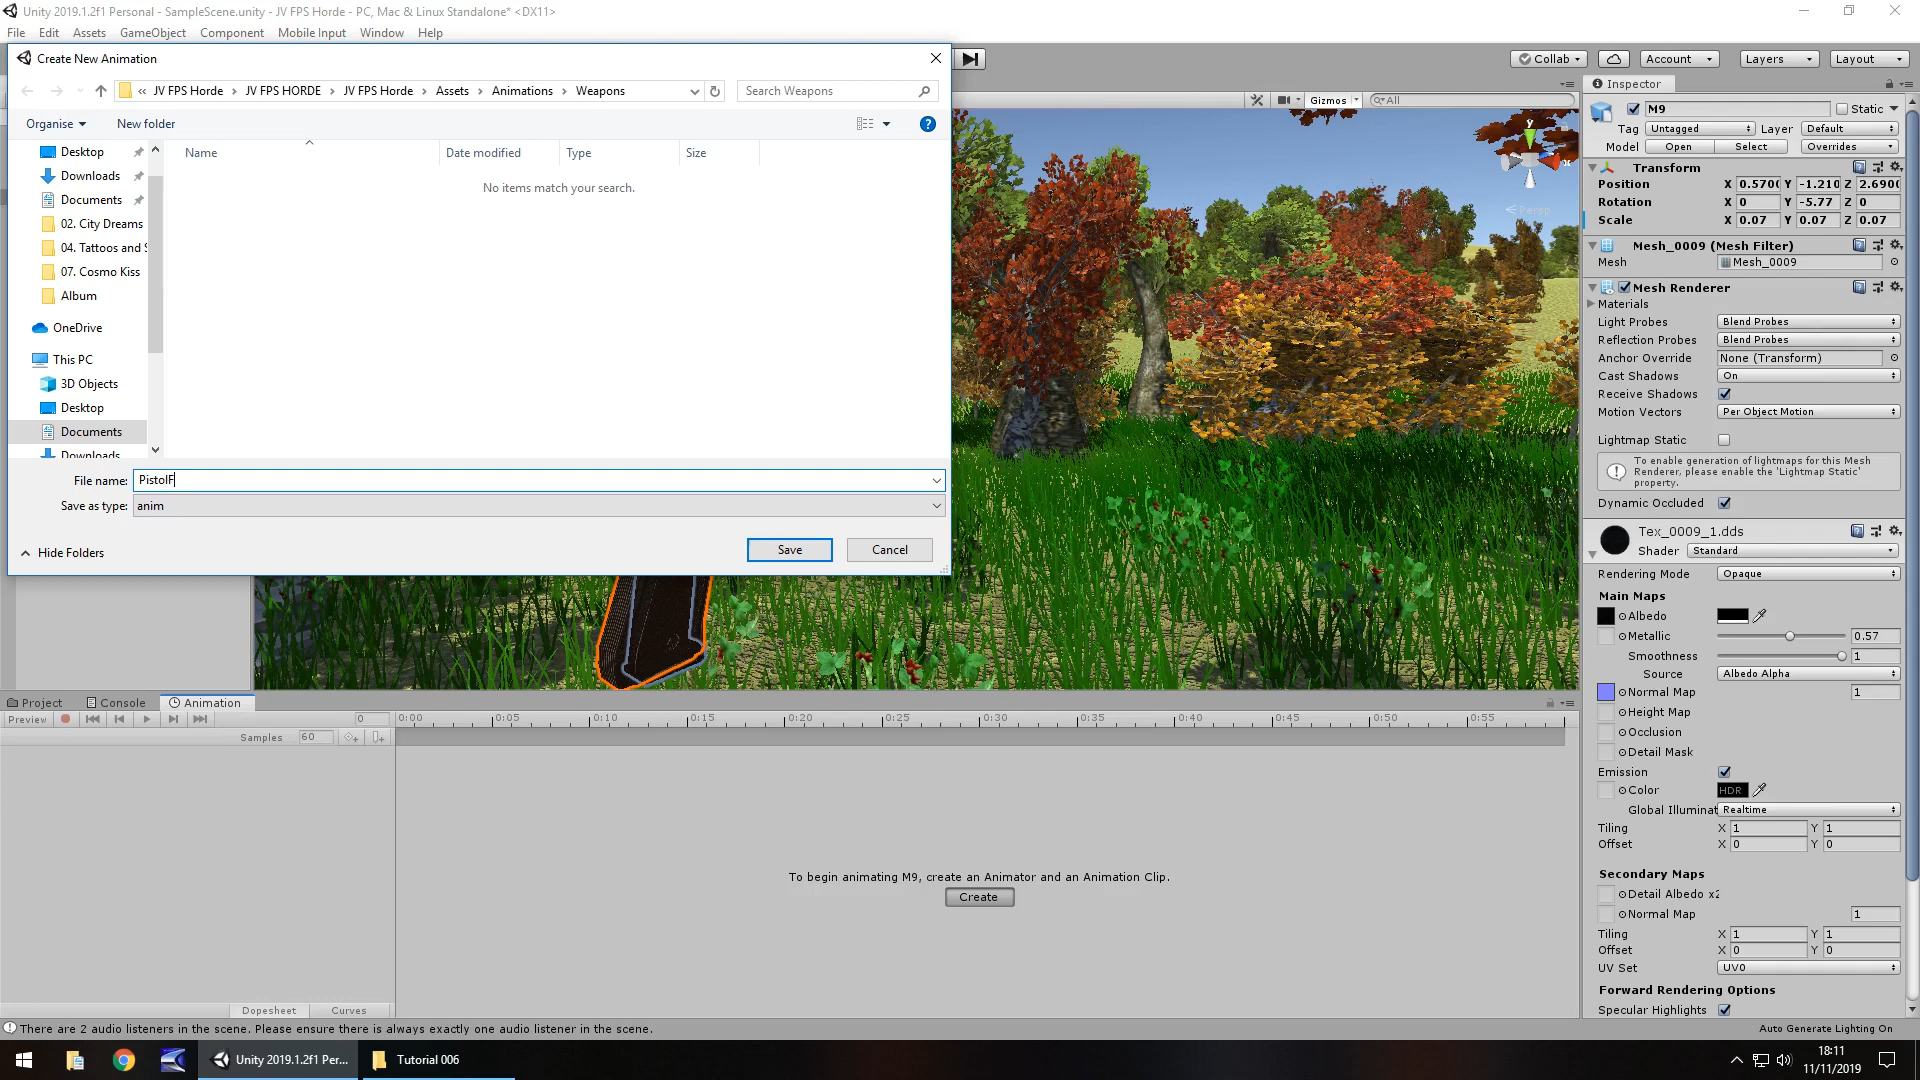 Unity 2019.1.2f1 Personal - SampleScene.unity - JV FPS Horde - PC, Mac & Linux Standalone* <DX11>
File Edit Assets GameObject Component Mobile Input Window Help
Create New Animation
« JV FPS Horde > JV FPS HORDE > JV FPS Horde > Assets > Animations > Weapons
Search Weapons
Organise New folder
Name Date modified Type Size
No items match your search.
Desktop
Downloads
Documents
02. City Dreams
04. Tattoos and S
07. Cosmo Kiss
Album
OneDrive
This PC
3D Objects
Desktop
Documents
Downloads
File name: PistolF
Save as type: anim
Hide Folders
Save Cancel
Collab Account Layers Layout
Gizmos All
y
x
Persp
Inspector
M9 Static
Tag Untagged Layer Default
Model Open Select Overrides
Transform
Position X 0.570( Y -1.210 Z 2.690(
Rotation X 0 Y -5.77 Z 0
Scale X 0.07 Y 0.07 Z 0.07
Mesh_0009 (Mesh Filter)
Mesh Mesh_0009
Mesh Renderer
Materials
Light Probes Blend Probes
Reflection Probes Blend Probes
Anchor Override None (Transform)
Cast Shadows On
Receive Shadows
Motion Vectors Per Object Motion
Lightmap Static
To enable generation of lightmaps for this Mesh
Renderer, please enable the 'Lightmap Static'
property.
Dynamic Occluded
Tex_0009_1.dds
Shader Standard
Rendering Mode Opaque
Main Maps
Albedo
Metallic 0.57
Smoothness 1
Source Albedo Alpha
Normal Map 1
Height Map
Occlusion
Detail Mask
Emission
Color HDR
Global Illuminat Realtime
Tiling X 1 Y 1
Offset X 0 Y 0
Secondary Maps
Detail Albedo x2
Normal Map 1
Tiling X 1 Y 1
Offset X 0 Y 0
UV Set UV0
Forward Rendering Options
Specular Highlights
Project Console Animation
Preview 0 0:00 0:05 0:10 0:15 0:20 0:25 0:30 0:35 0:40 0:45 0:50 0:55
Samples 60
To begin animating M9, create an Animator and an Animation Clip.
Create
Dopesheet Curves
There are 2 audio listeners in the scene. Please ensure there is always exactly one audio listener in the scene.
Auto Generate Lighting On
Unity 2019.1.2f1 Per...
Tutorial 006
18:11
11/11/2019